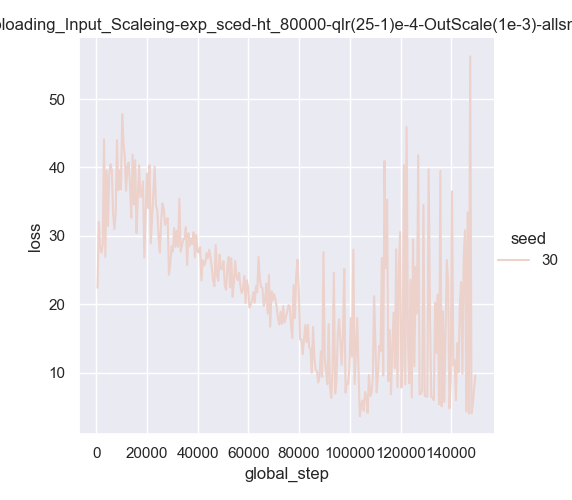 loading_Input_Scaleing-exp_sced-ht_80000-qlr(25-1)e-4-OutScale(1e-3)-allsr
50
40
30
20
10
loss
seed
30
0 20000 40000 60000 80000 100000 120000 140000
global_step